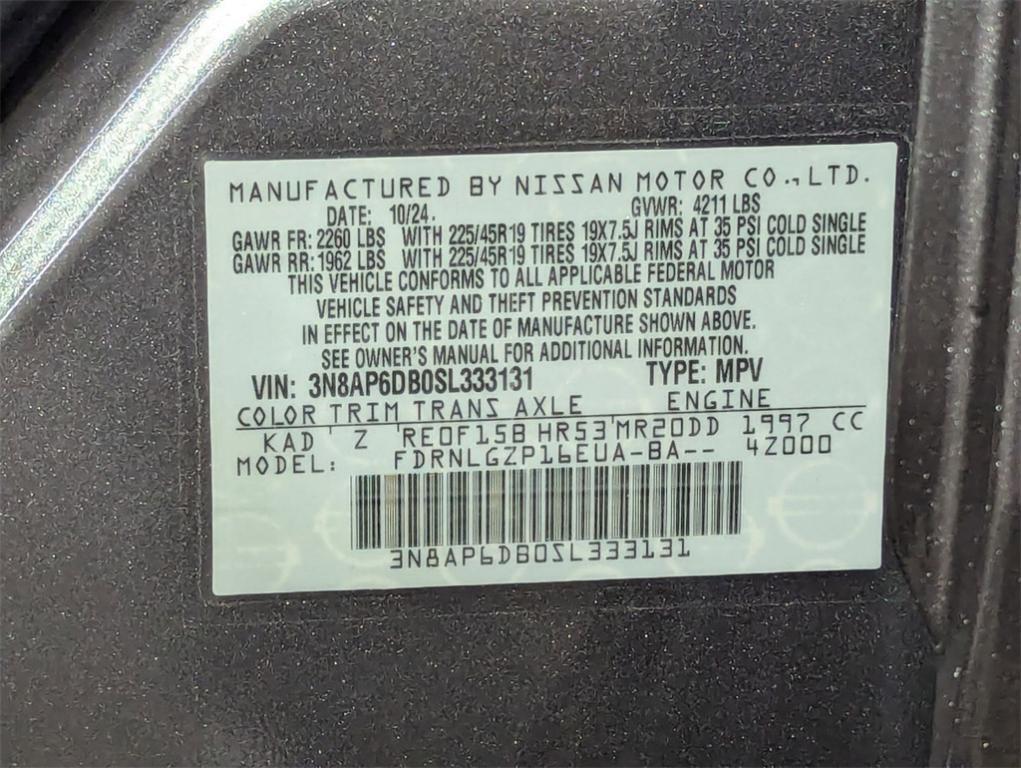 MANUFACTURED BY NISSAN MOTOR CO., LTD.
DATE: 10/24. GVWR: 4211 LBS
GAWR FR: 2260 LBS WITH 225/45R19 TIRES 19X7.5J RIMS AT 35 PSI COLD SINGLE
GAWR RR: 1962 LBS WITH 225/45R19 TIRES 19X7.5J RIMS AT 35 PSI COLD SINGLE
THIS VEHICLE CONFORMS TO ALL APPLICABLE FEDERAL MOTOR
VEHICLE SAFETY AND THEFT PREVENTION STANDARDS
IN EFFECT ON THE DATE OF MANUFACTURE SHOWN ABOVE.
SEE OWNER'S MANUAL FOR ADDITIONAL INFORMATION.
VIN: 3N8AP6DB0SL333131 TYPE: MPV
COLOR TRIM TRANS AXLE ENGINE
KAD Z RE0F15B HR53 MR20DD 1997 CC
MODEL: FDRNLGZP16EUA-BA-- 4Z000
3N8AP6DB0SL333131